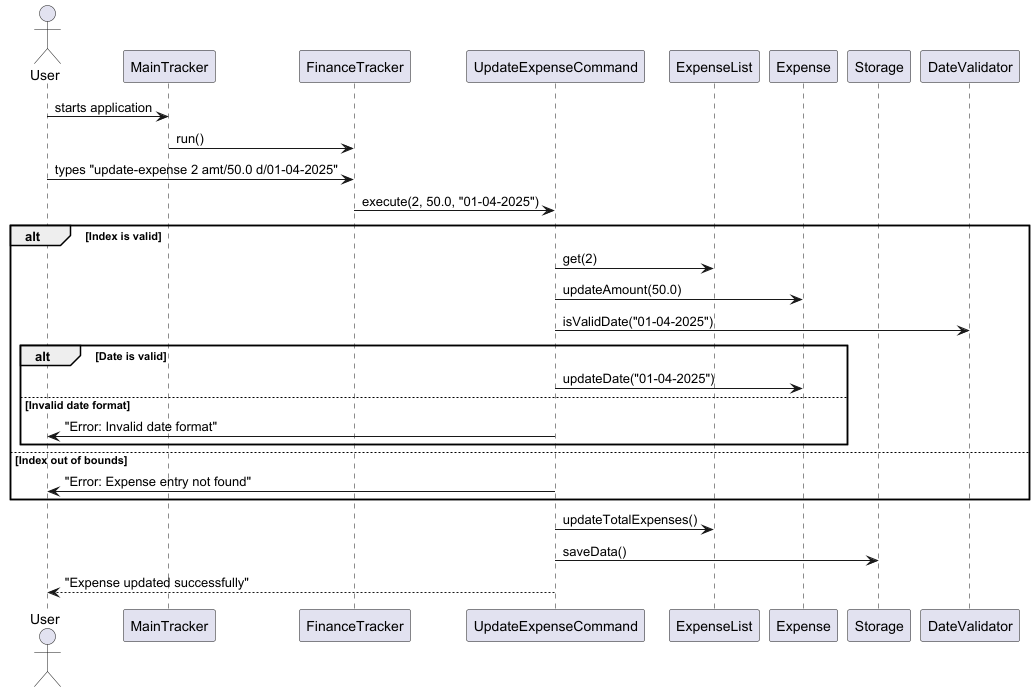 User
MainTracker
FinanceTracker
UpdateExpenseCommand
ExpenseList
Expense
Storage
DateValidator
starts application
run()
types "update-expense 2 amt/50.0 d/01-04-2025"
execute(2, 50.0, "01-04-2025")
alt
[Index is valid]
get(2)
updateAmount(50.0)
isValidDate("01-04-2025")
alt
[Date is valid]
updateDate("01-04-2025")
[Invalid date format]
"Error: Invalid date format"
[Index out of bounds]
"Error: Expense entry not found"
updateTotalExpenses()
saveData()
"Expense updated successfully"
User
MainTracker
FinanceTracker
UpdateExpenseCommand
ExpenseList
Expense
Storage
DateValidator